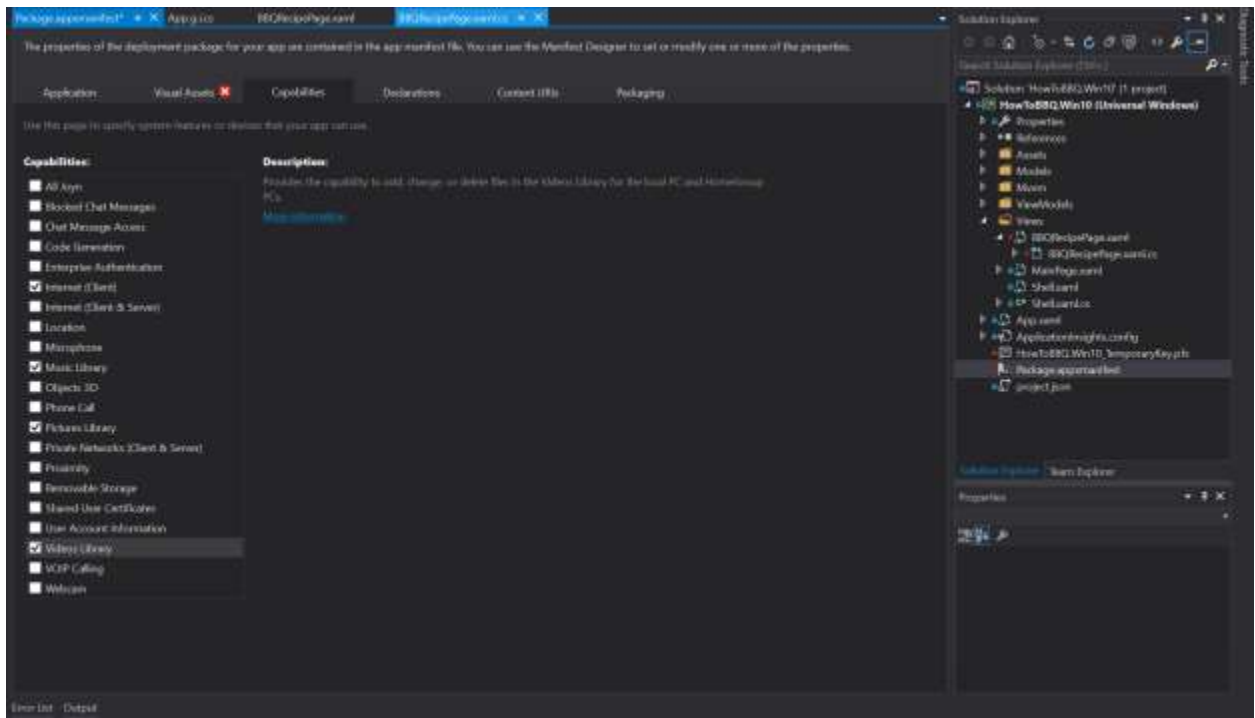 Package.appxmanifest* App.g.i.cs BBQRecipePage.xaml BBQRecipePage.xaml.cs
The properties of the deployment package for your app are contained in the app manifest file. You can use the Manifest Designer to set or modify one or more of the properties.
Application Visual Assets Capabilities Declarations Content URIs Packaging
Use this page to specify system features or devices that your app can use.
Capabilities:
All Joyn
Blocked Chat Messages
Chat Message Access
Code Generation
Enterprise Authentication
Internet (Client)
Internet (Client & Server)
Location
Microphone
Music Library
Objects 3D
Phone Call
Pictures Library
Private Networks (Client & Server)
Proximity
Removable Storage
Shared User Certificates
User Account Information
Videos Library
VOIP Calling
Webcam
Description:
Provides the capability to add, change, or delete files in the Videos Library for the local PC and HomeGroup
PCs.
More information
Solution Explorer
Search Solution Explorer (Ctrl+;)
Solution 'HowToBBQ.Win10' (1 project)
HowToBBQ.Win10 (Universal Windows)
Properties
References
Assets
Models
Mvvm
ViewModels
Views
BBQRecipePage.xaml
BBQRecipePage.xaml.cs
MainPage.xaml
Shell.xaml
Shell.xaml.cs
App.xaml
ApplicationInsights.config
HowToBBQ.Win10_TemporaryKey.pfx
Package.appxmanifest
project.json
Solution Explorer Team Explorer
Properties
Diagnostic Tools
Error List Output